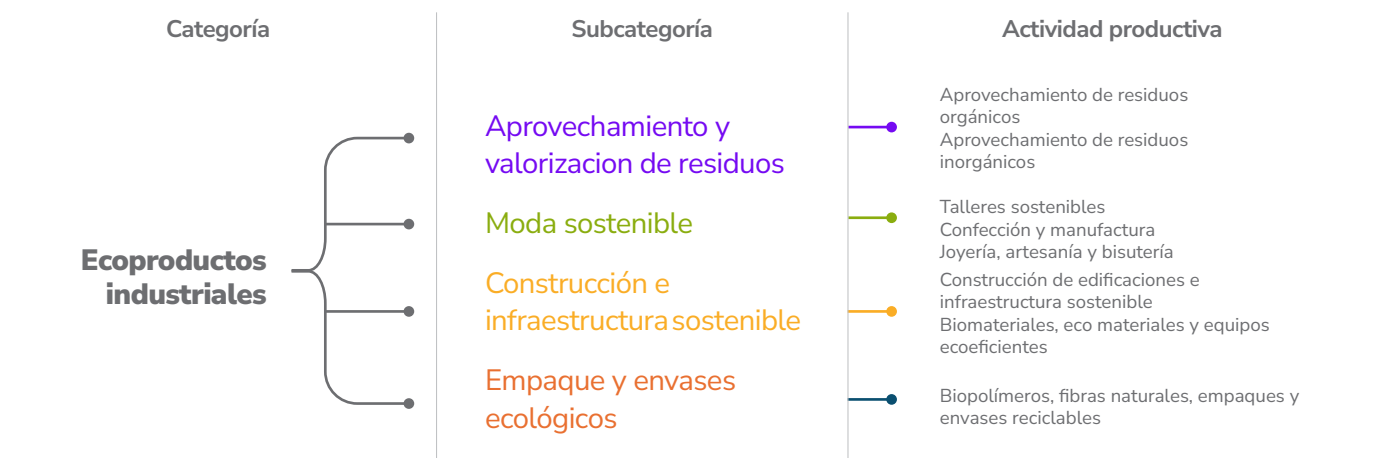 Categoría
Subcategoría
Actividad productiva
Ecoproductos
industriales
Aprovechamiento y
valorizacion de residuos
Aprovechamiento de residuos
orgánicos
Aprovechamiento de residuos
inorgánicos
Moda sostenible
Talleres sostenibles
Confección y manufactura
Joyería, artesanía y bisutería
Construcción e
infraestructura sostenible
Construcción de edificaciones e
infraestructura sostenible
Biomateriales, eco materiales y equipos
ecoeficientes
Empaque y envases
ecológicos
Biopolímeros, fibras naturales, empaques y
envases reciclables